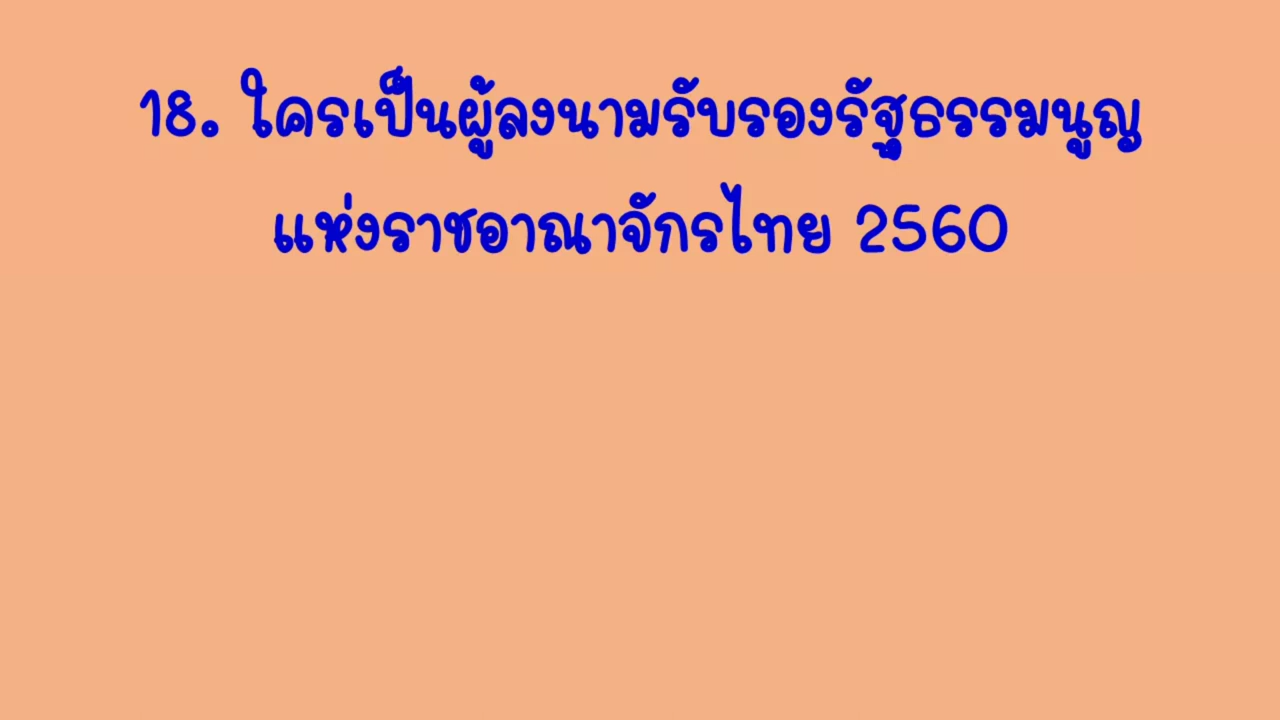 18. ใครเป็นผู้ลงนามรับรองรัฐธรรมนูญ
แห่งราชอาณาจักรไทย 2560